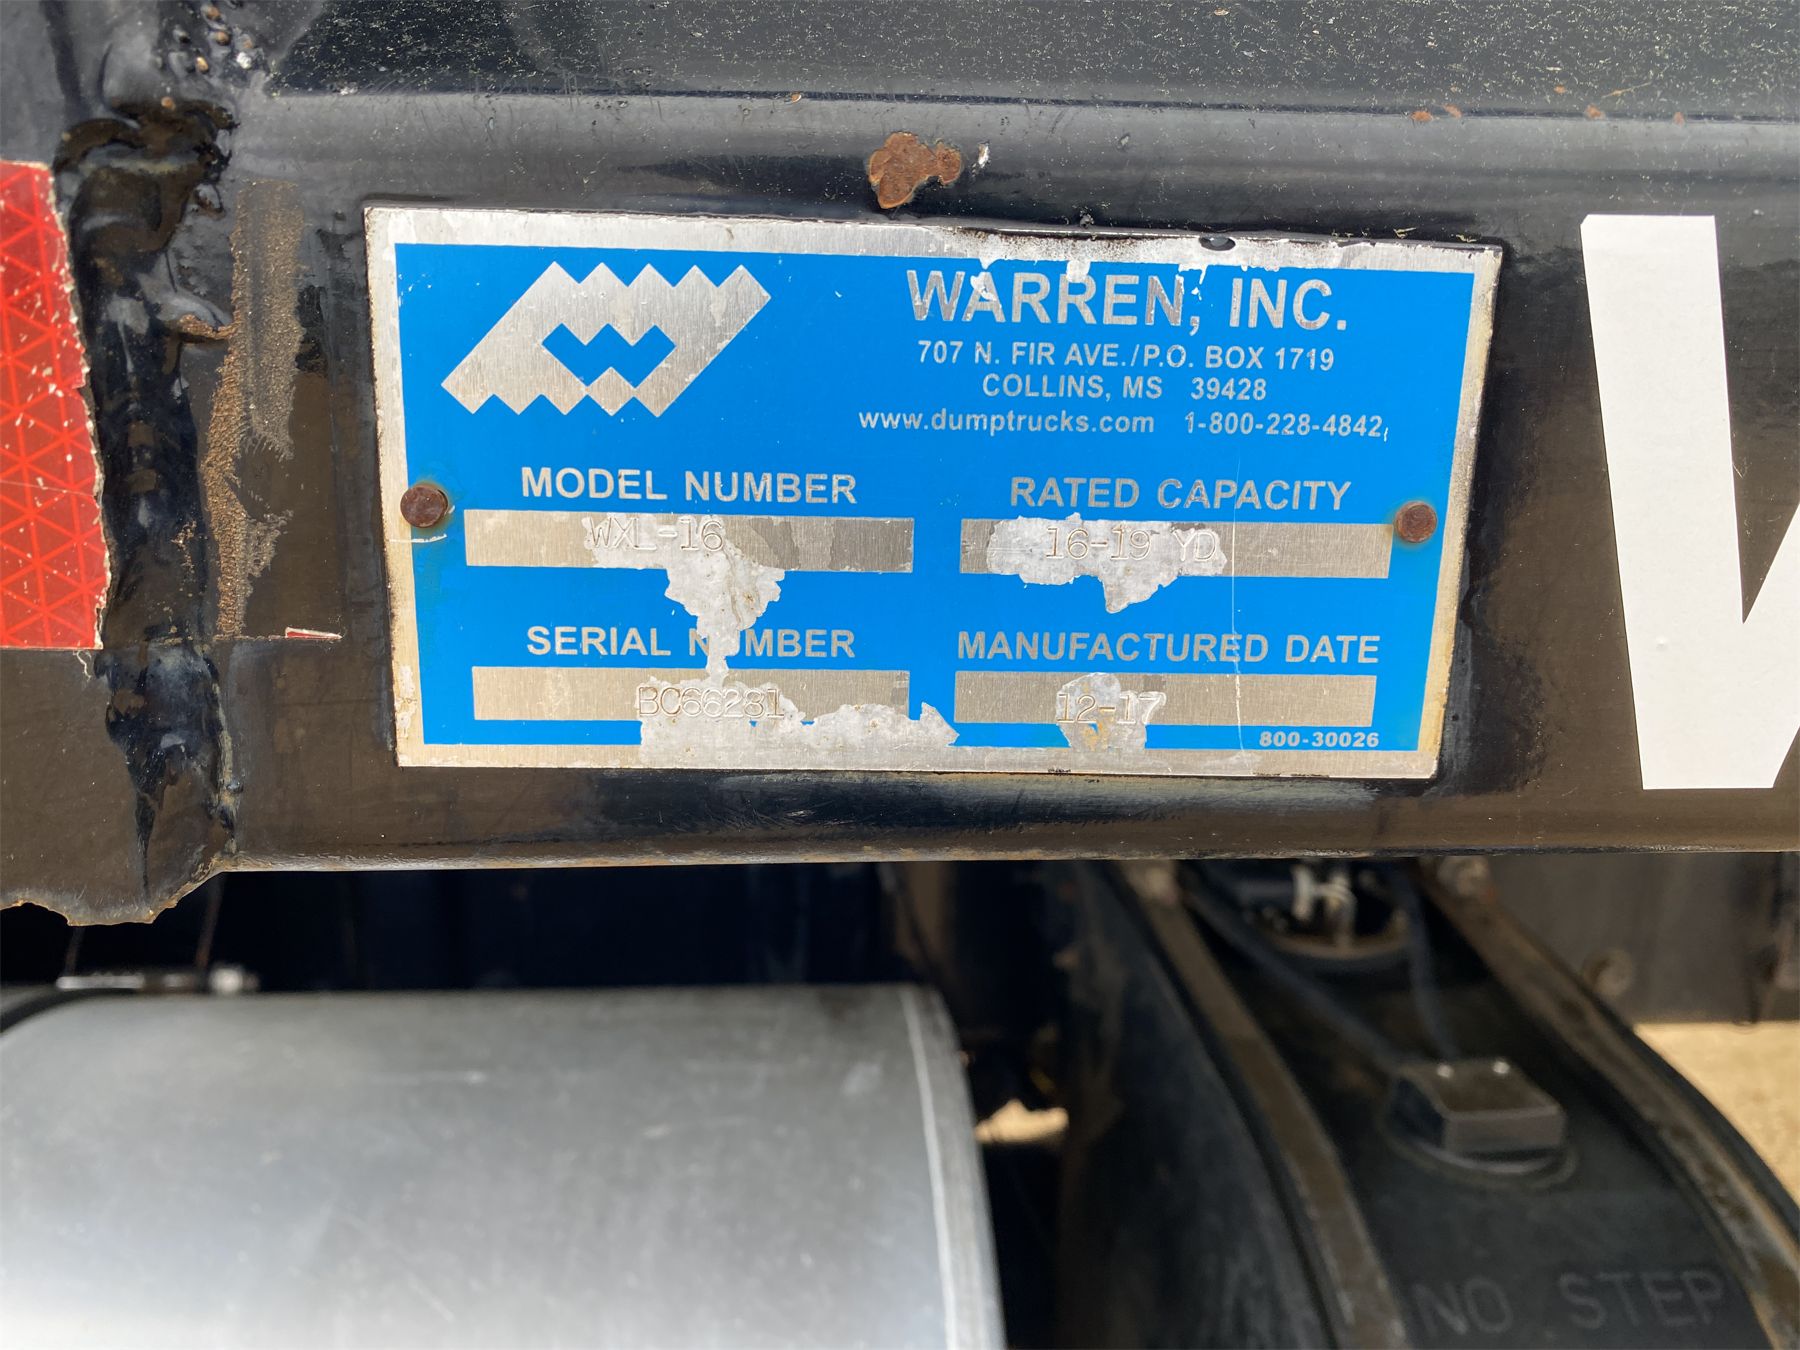 WARREN, INC.
707 N. FIR AVE./P.O. BOX 1719
COLLINS, MS 39428
www.dumptrucks.com 1-800-228-4842
MODEL NUMBER
WXL-16
RATED CAPACITY
16-19 YD
SERIAL NUMBER
BC66281
MANUFACTURED DATE
12-17
800-30026
NO STEP